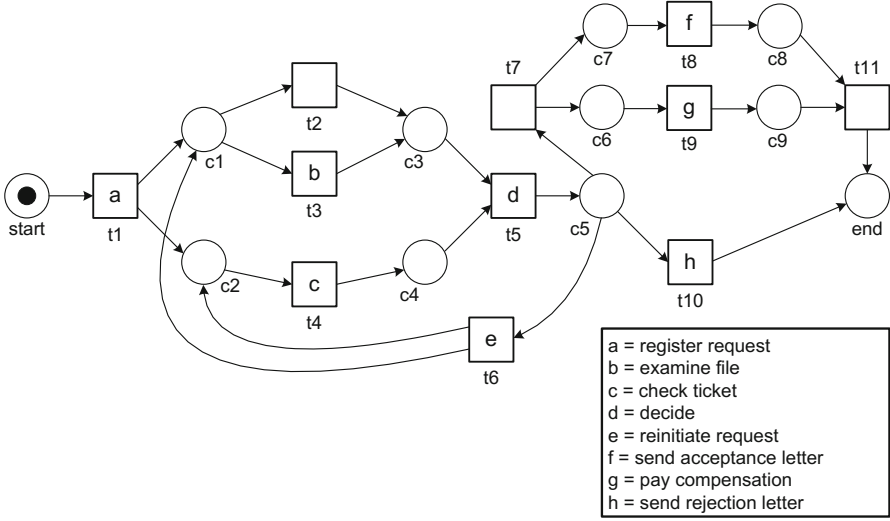 f
c7
t8
c8
t7
t11
t2
g
c6
t9
c9
c1
c3
b
t3
a
start
t1
d
t5
c5
end
c2
c
t4
c4
h
t10
e
t6
a = register request
b = examine file
c = check ticket
d = decide
e = reinitiate request
f = send acceptance letter
g = pay compensation
h = send rejection letter